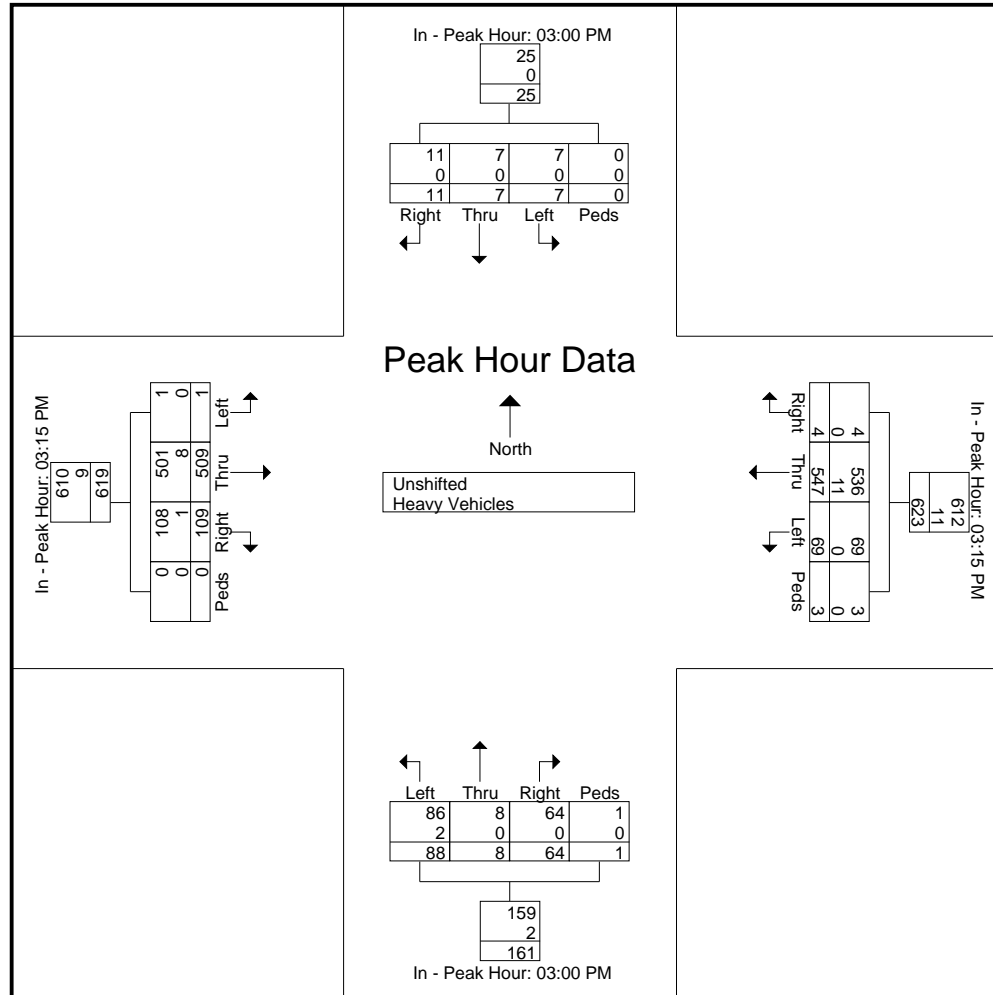 In - Peak Hour: 03:00 PM
25
0
25
11 7 7 0
0 0 0 0
11 7 7 0
Right Thru Left Peds
Peak Hour Data
North
Unshifted
Heavy Vehicles
In - Peak Hour: 03:15 PM
610
9
619
1 501 108 0
0 8 1 0
1 509 109 0
Left Thru Right Peds
In - Peak Hour: 03:15 PM
612
11
623
4 536 69 3
0 11 0 0
4 547 69 3
Right Thru Left Peds
Left Thru Right Peds
86 8 64 1
2 0 0 0
88 8 64 1
159
2
161
In - Peak Hour: 03:00 PM